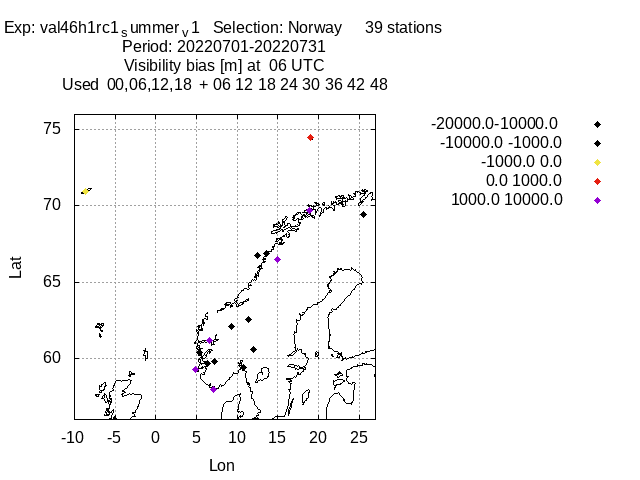 Exp: val46h1rc1summerv1 Selection: Norway 39 stations
Period: 20220701-20220731
Visibility bias [m] at 06 UTC
Used 00,06,12,18 + 06 12 18 24 30 36 42 48
-20000.0-10000.0
-10000.0 -1000.0
-1000.0 0.0
0.0 1000.0
1000.0 10000.0
75
70
65
60
Lat
-10 -5 0 5 10 15 20 25
Lon